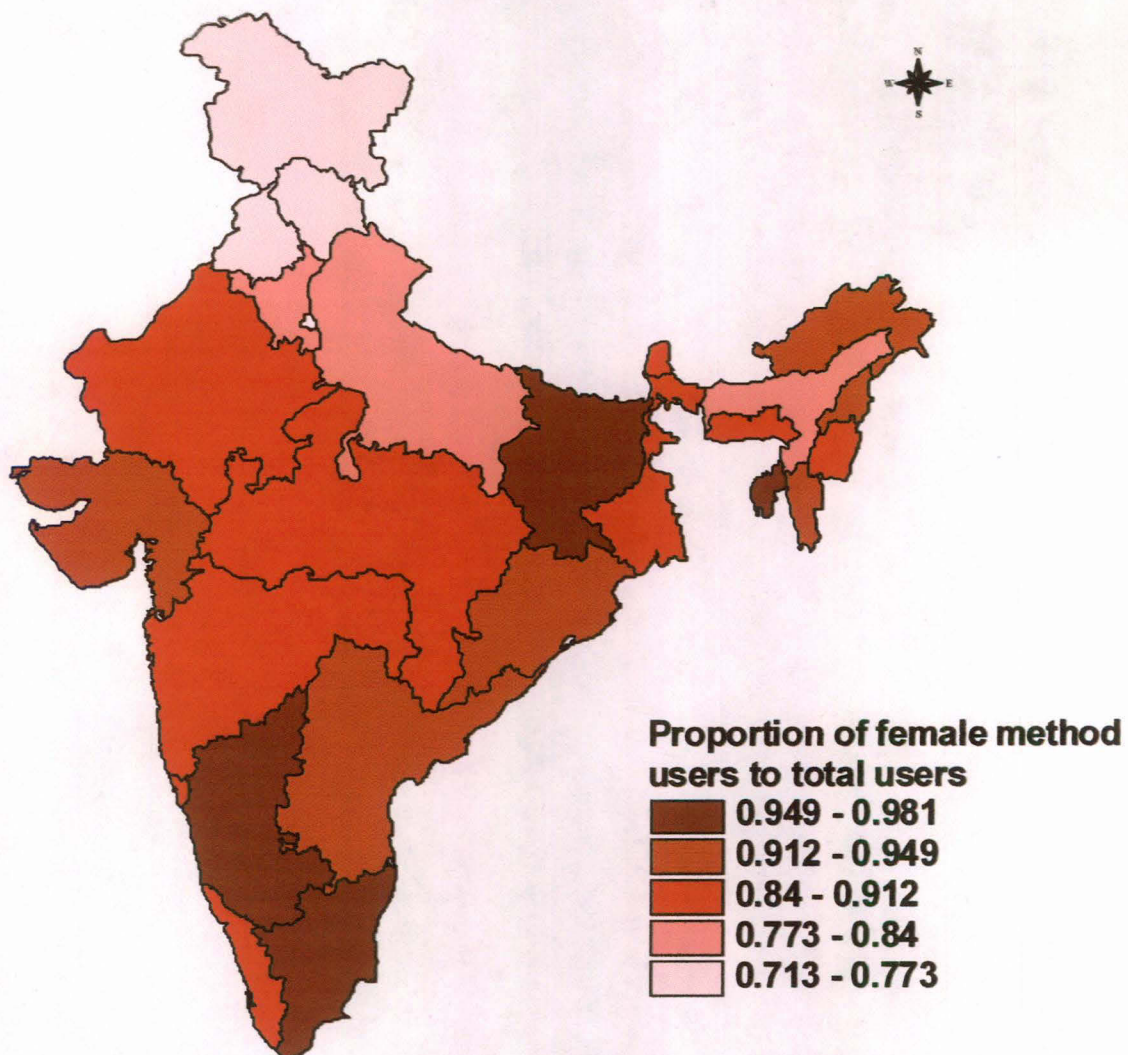 N
W E
S
Proportion of female method
users to total users
0.949 - 0.981
0.912 - 0.949
0.84 - 0.912
0.773 - 0.84
0.713 - 0.773